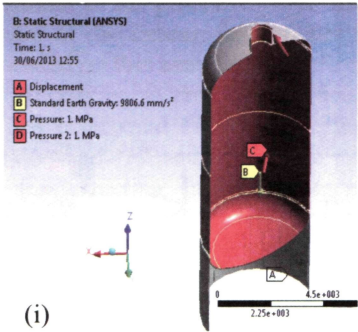 B: Static Structural (ANSYS)
Static Structural
Time: 1. s
30/06/2013 12:55
A Displacement
B Standard Earth Gravity: 9806.6 mm/s²
C Pressure: 1. MPa
D Pressure 2: 1. MPa
C
B
Z
X
A
0 4.5e+003
2.25e+003
(i)